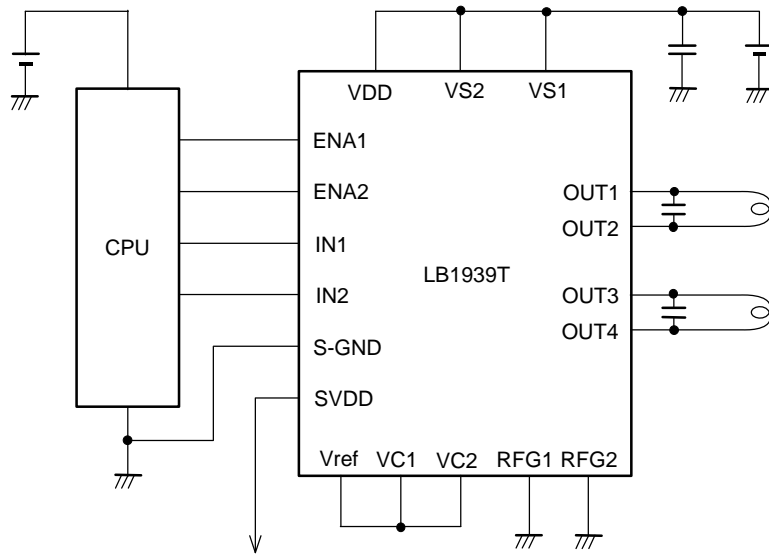 VDD VS2 VS1
ENA1
ENA2
OUT1
CPU
IN1
OUT2
LB1939T
IN2
OUT3
OUT4
S-GND
SVDD
Vref VC1 VC2 RFG1 RFG2